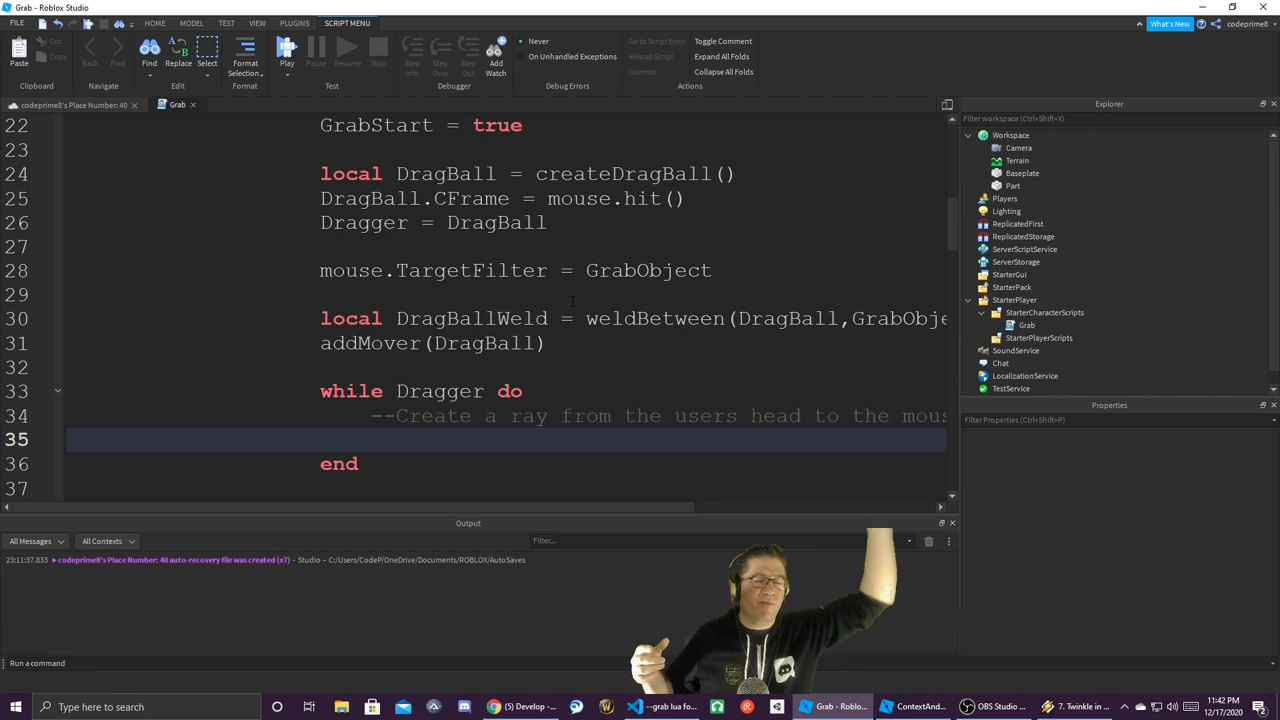 Grab - Roblox Studio
FILE HOME MODEL TEST VIEW PLUGINS SCRIPT MENU What's New codeprime8
Paste Cut Copy Back Fwd Find Replace Select Format Selection Play Pause Resume Stop Step Into Step Over Step Out Add Watch Never On Unhandled Exceptions Go to Script Error Reload Script Commit Toggle Comment Expand All Folds Collapse All Folds
Clipboard Navigate Edit Format Test Debugger Debug Errors Actions
codeprime8's Place Number: 40 Grab
22 GrabStart = true
23
24 local DragBall = createDragBall()
25 DragBall.CFrame = mouse.hit()
26 Dragger = DragBall
27
28 mouse.TargetFilter = GrabObject
29
30 local DragBallWeld = weldBetween(DragBall,GrabObje
31 addMover(DragBall)
32
33 while Dragger do
34 --Create a ray from the users head to the mous
35
36 end
37
Explorer
Filter workspace (Ctrl+Shift+X)
Workspace
Camera
Terrain
Baseplate
Part
Players
Lighting
ReplicatedFirst
ReplicatedStorage
ServerScriptService
ServerStorage
StarterGui
StarterPack
StarterPlayer
StarterCharacterScripts
Grab
StarterPlayerScripts
SoundService
Chat
LocalizationService
TestService
Properties
Filter Properties (Ctrl+Shift+P)
Output
All Messages All Contexts Filter...
23:11:37.833 codeprime8's Place Number: 40 auto-recovery file was created (x7) - Studio - C:/Users/CodeP/OneDrive/Documents/ROBLOX/AutoSaves
Run a command
Type here to search (5) Develop -... --grab lua fo... Grab - Roblo... ContextAnd... OBS Studio ... 7. Twinkle in ... 11:42 PM
12/17/2020